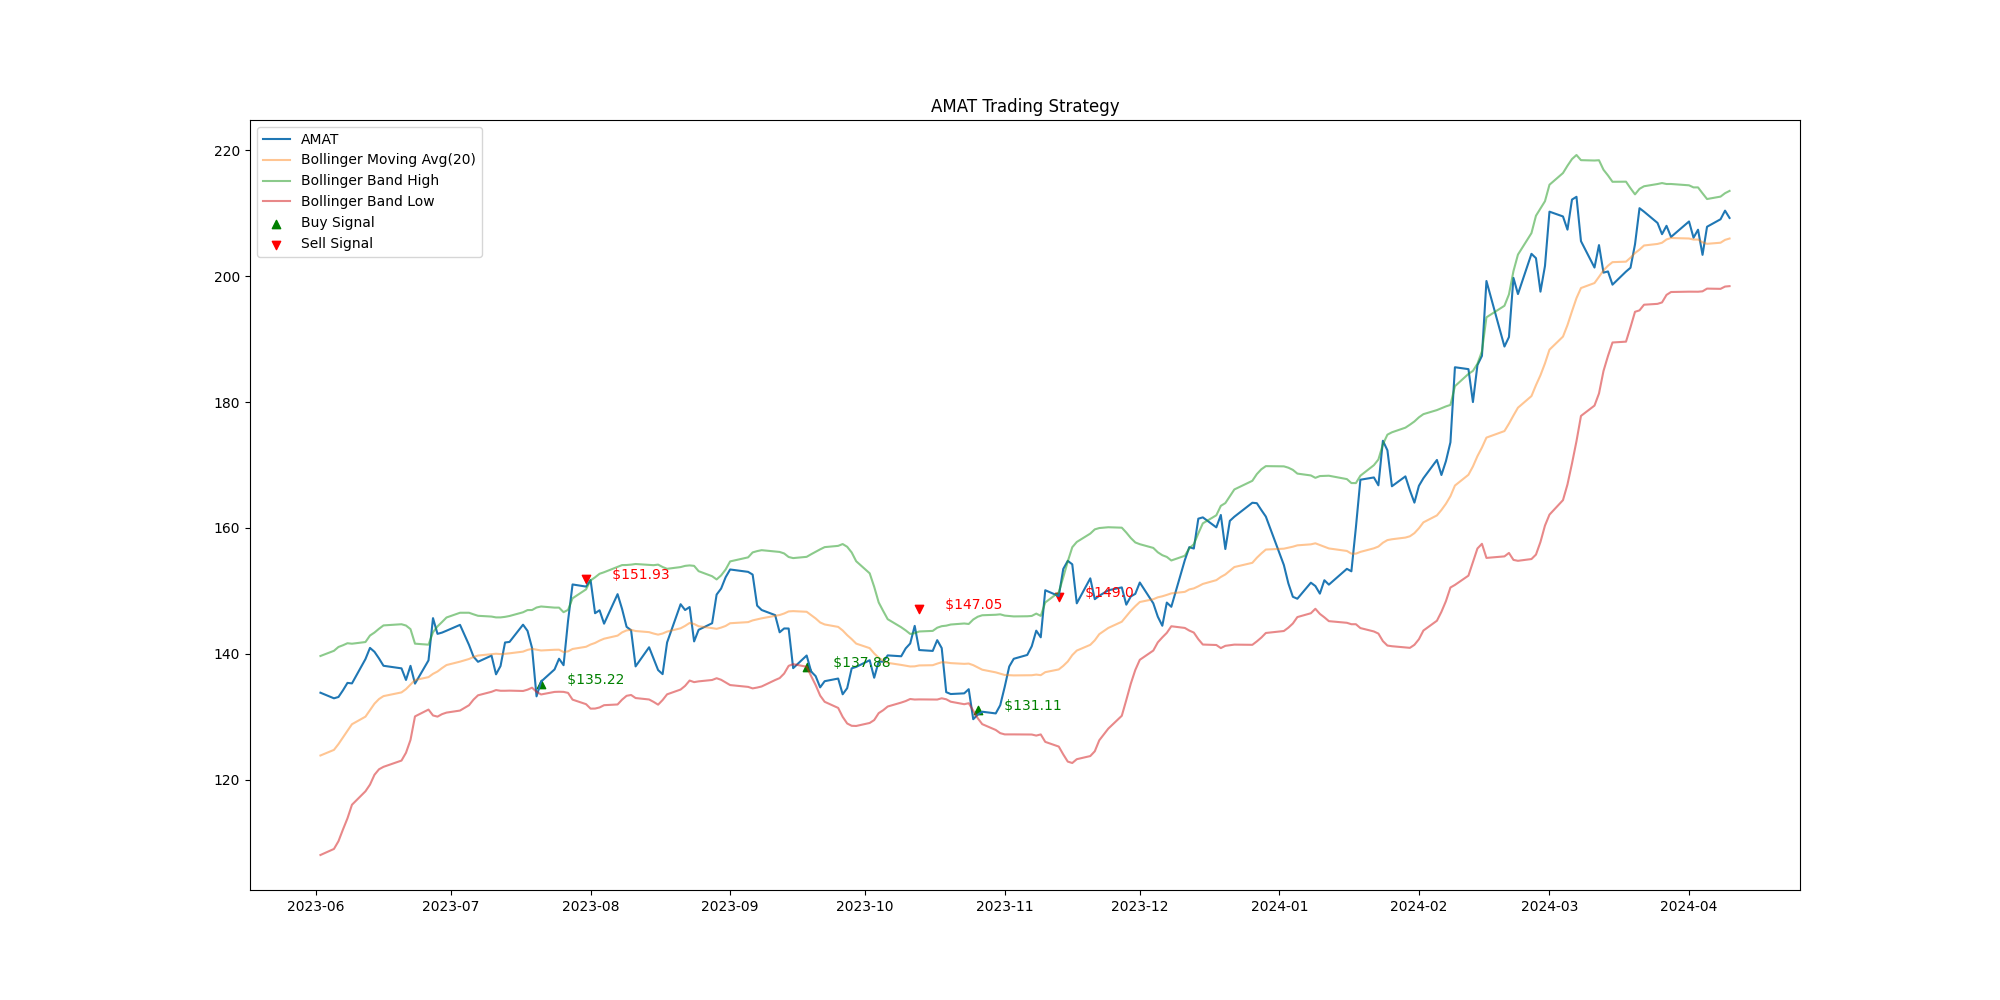 AMAT Trading Strategy
AMAT
Bollinger Moving Avg(20)
Bollinger Band High
Bollinger Band Low
Buy Signal
Sell Signal
220
200
180
160
140
120
$151.93
$147.05
$149.0
$137.88
$135.22
$131.11
2023-06 2023-07 2023-08 2023-09 2023-10 2023-11 2023-12 2024-01 2024-02 2024-03 2024-04